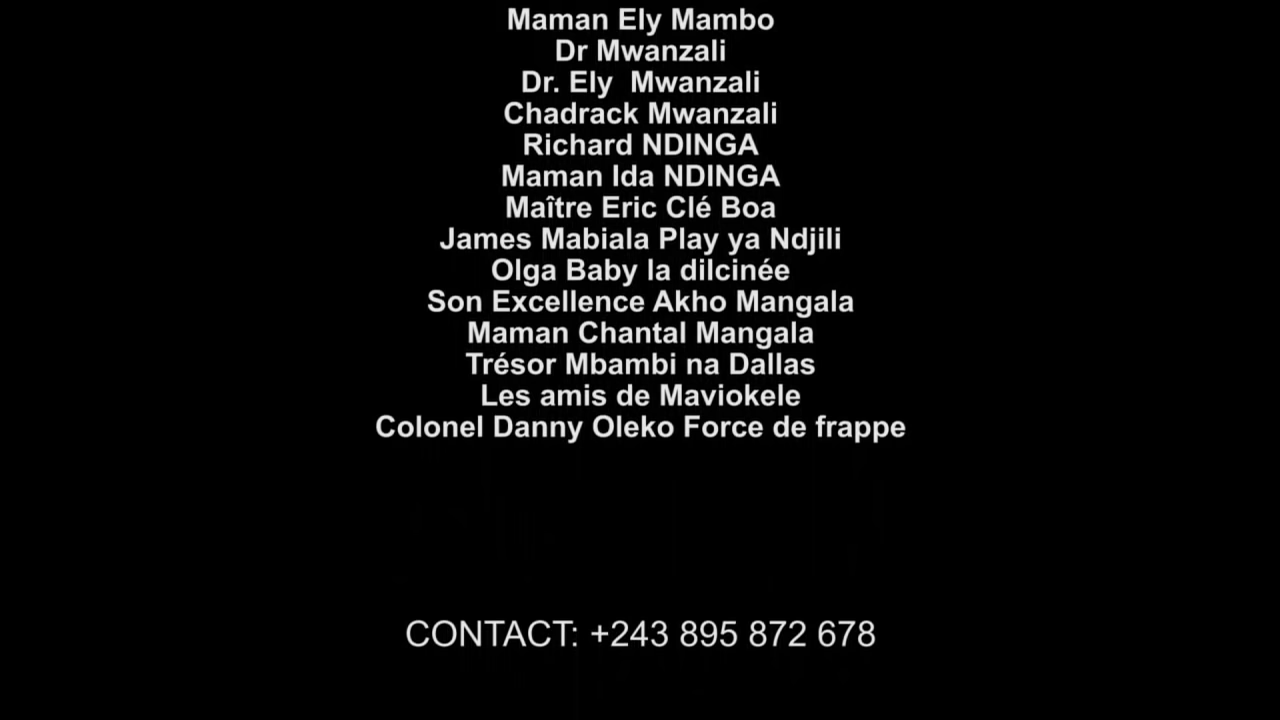 Maman Ely Mambo
Dr Mwanzali
Dr. Ely  Mwanzali
Chadrack Mwanzali
Richard NDINGA
Maman Ida NDINGA
Maître Eric Clé Boa
James Mabiala Play ya Ndjili
Olga Baby la dilcinée
Son Excellence Akho Mangala
Maman Chantal Mangala
Trésor Mbambi na Dallas
Les amis de Maviokele
Colonel Danny Oleko Force de frappe
CONTACT: +243 895 872 678